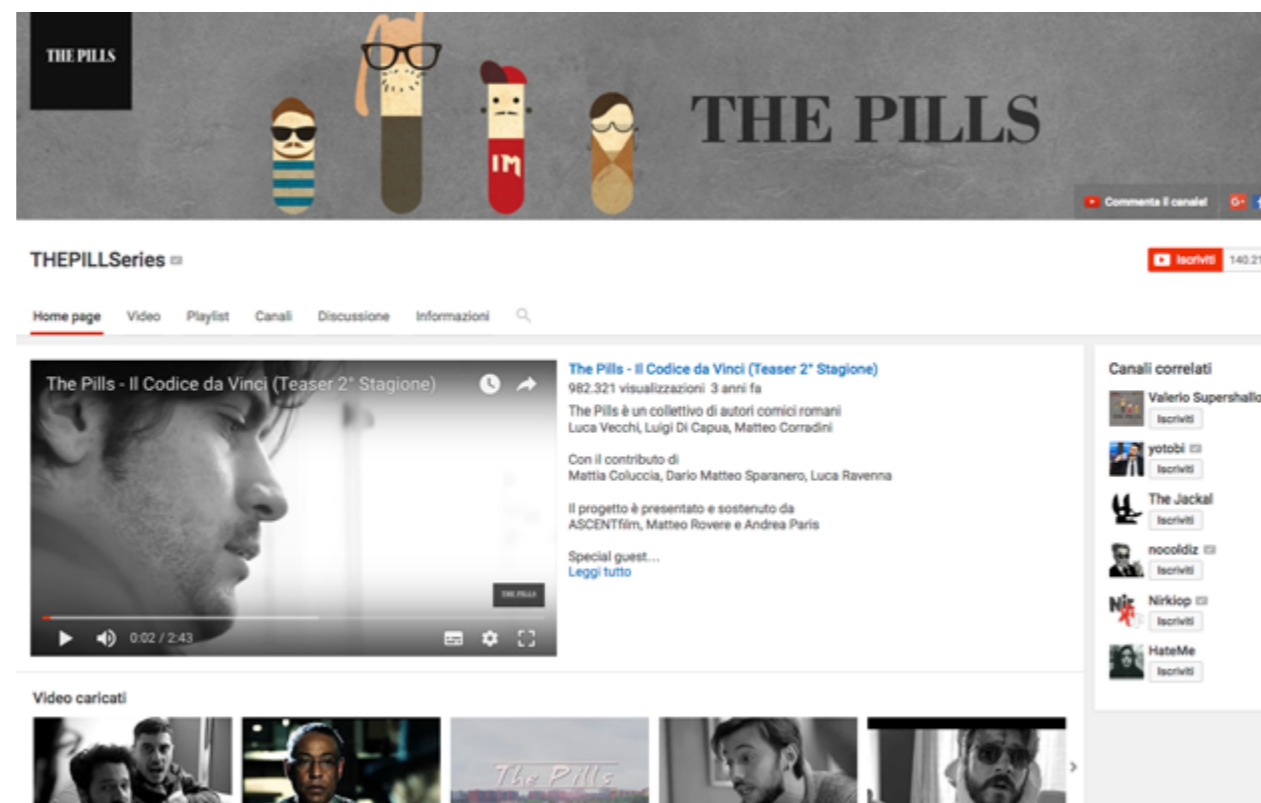 THE PILLS
IM
THE PILLS
Commenta il canale!
G+
THEPILLSeries
Iscriviti
140.21
Home page Video Playlist Canali Discussione Informazioni
The Pills - Il Codice da Vinci (Teaser 2° Stagione)
THE PILLS
0:02 / 2:43
The Pills - Il Codice da Vinci (Teaser 2° Stagione)
982.321 visualizzazioni 3 anni fa
The Pills è un collettivo di autori comici romani
Luca Vecchi, Luigi Di Capua, Matteo Corradini
Con il contributo di
Mattia Coluccia, Dario Matteo Sparanero, Luca Ravenna
Il progetto è presentato e sostenuto da
ASCENTfilm, Matteo Rovere e Andrea Paris
Special guest...
Leggi tutto
Canali correlati
Valerio Supershallo
Iscriviti
yotobi
Iscriviti
The Jackal
Iscriviti
nocoldiz
Iscriviti
Nirkiop
Iscriviti
HateMe
Iscriviti
Video caricati
The Pills